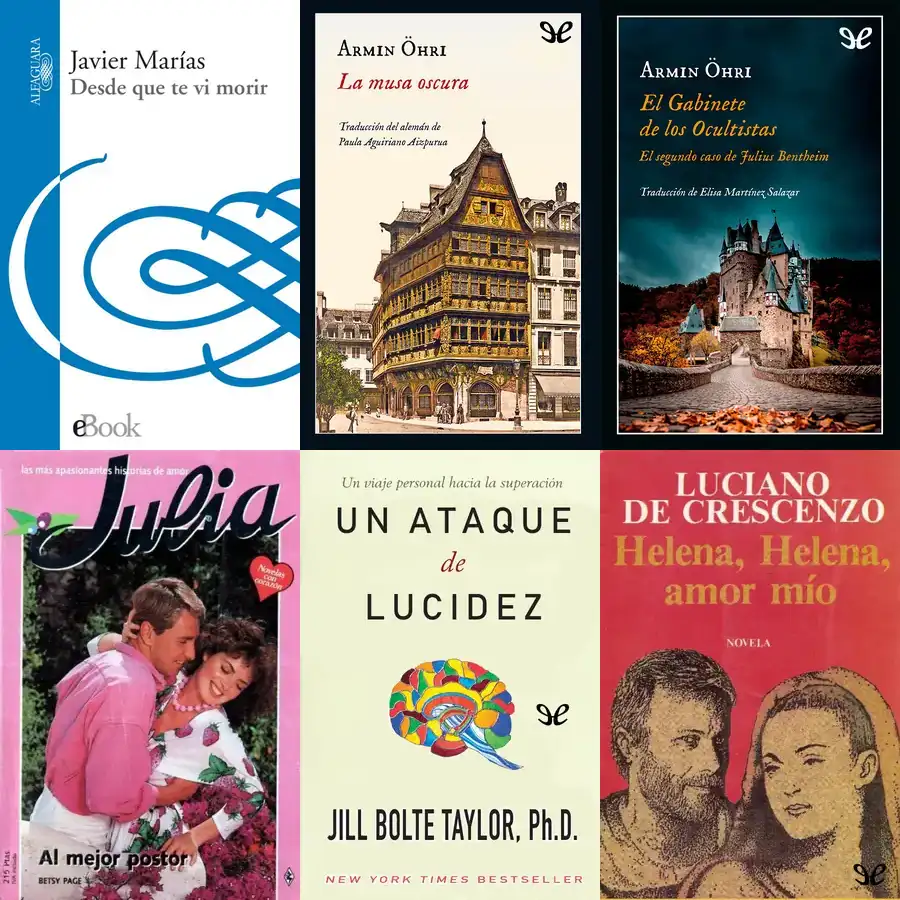 ALFAGUARA
Javier Marías
Desde que te vi morir
eBook
ARMIN ÖHRI
La musa oscura
Traducción del alemán de
Paula Aguiriano Aizpurua
ARMIN ÖHRI
El Gabinete
de los Ocultistas
El segundo caso de Julius Bentheim
Traducción de Elisa Martínez Salazar
las más apasionantes historias de amor
Julia
Novelas
con
corazón
Al mejor postor
BETSY PAGE
215 Ptas.
Un viaje personal hacia la superación
UN ATAQUE
de
LUCIDEZ
JILL BOLTE TAYLOR, Ph.D.
NEW YORK TIMES BESTSELLER
LUCIANO
DE CRESCENZO
Helena, Helena,
amor mío
NOVELA